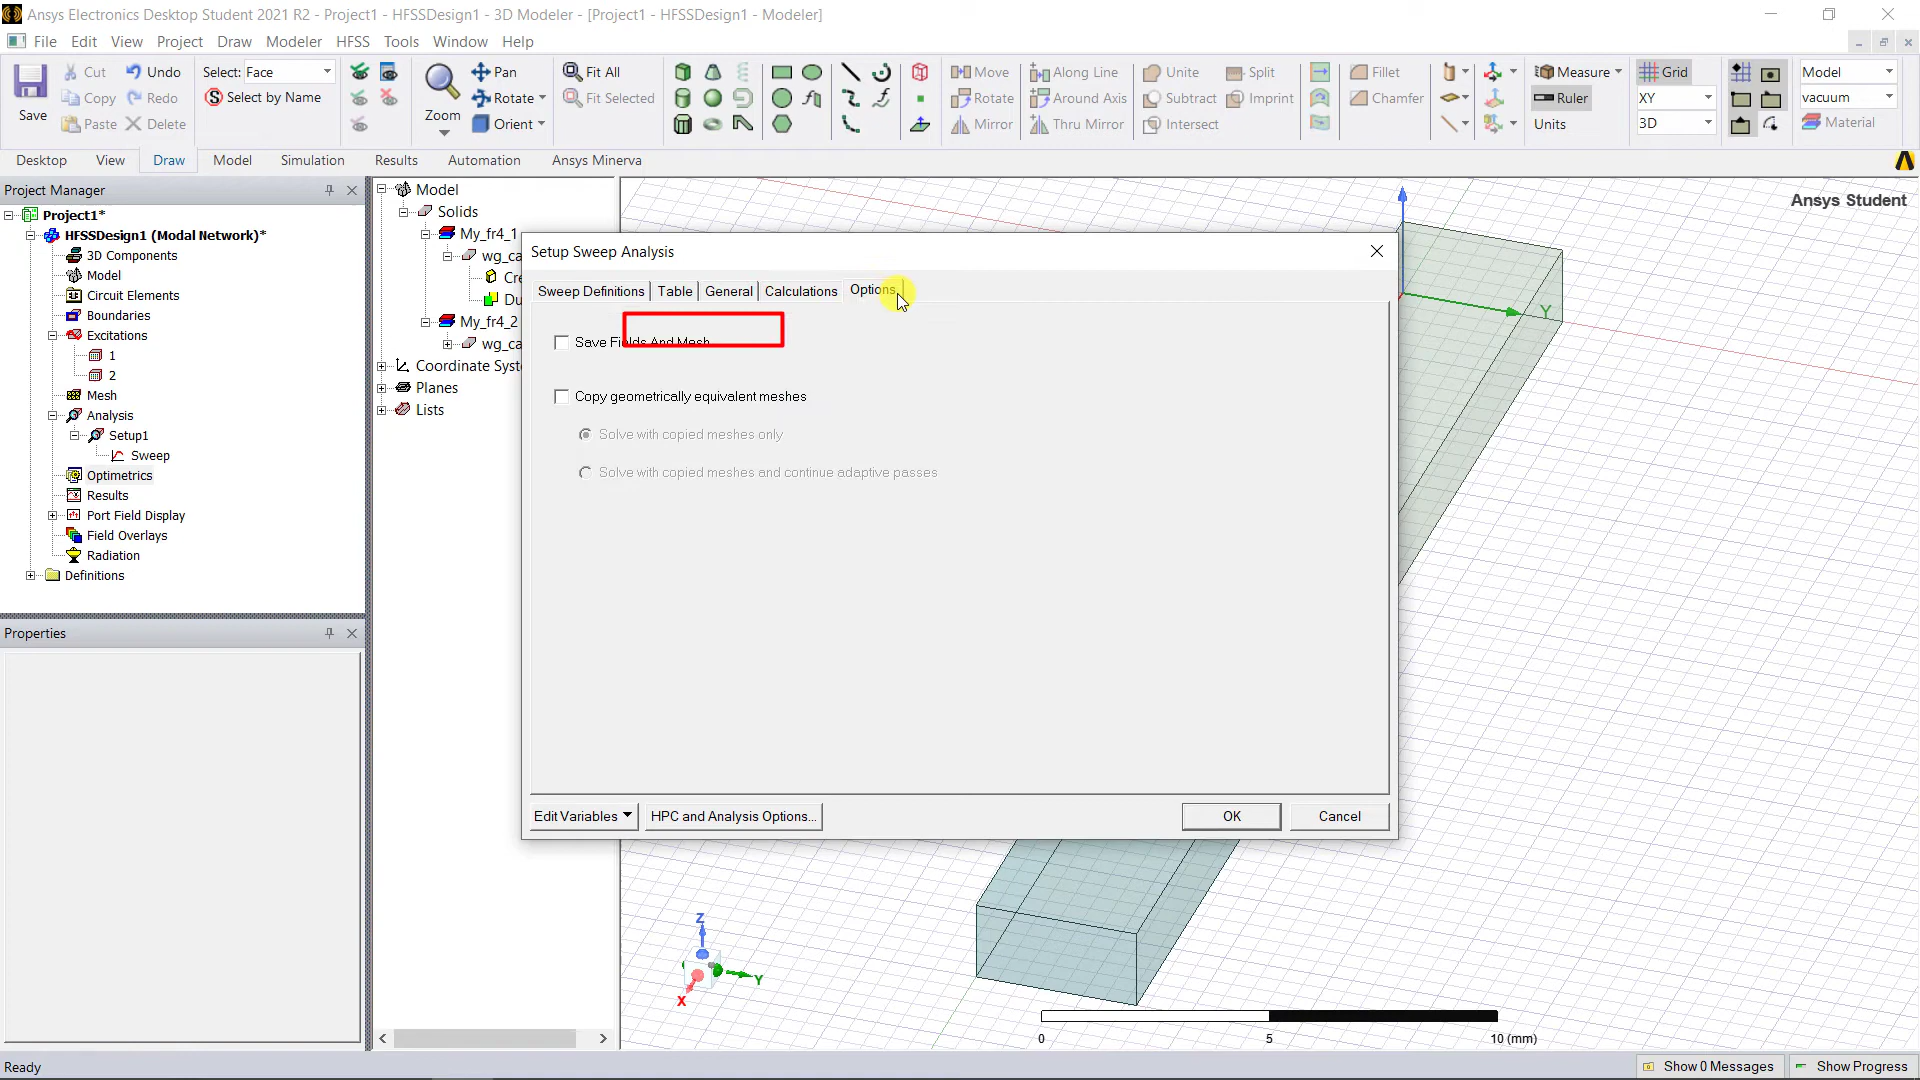 Ansys Electronics Desktop Student 2021 R2 - Project1 - HFSSDesign1 - 3D Modeler - [Project1 - HFSSDesign1 - Modeler]
File Edit View Project Draw Modeler HFSS Tools Window Help
Save
Cut
Copy
Paste
Undo
Redo
Delete
Select: Face
Select by Name
Zoom
Pan
Rotate
Orient
Fit All
Fit Selected
Move
Rotate
Mirror
Along Line
Around Axis
Thru Mirror
Unite
Subtract
Intersect
Split
Imprint
Fillet
Chamfer
Measure
Ruler
Units
Grid
XY
3D
Model
vacuum
Material
Desktop View Draw Model Simulation Results Automation Ansys Minerva
Project Manager
Project1*
HFSSDesign1 (Modal Network)*
3D Components
Model
Circuit Elements
Boundaries
Excitations
1
2
Mesh
Analysis
Setup1
Sweep
Optimetrics
Results
Port Field Display
Field Overlays
Radiation
Definitions
Properties
Model
Solids
My_fr4_1
wg_ca
Cre
Du
My_fr4_2
wg_ca
Coordinate Syst
Planes
Lists
Setup Sweep Analysis
Sweep Definitions Table General Calculations Options
Save Fields And Mesh
Copy geometrically equivalent meshes
Solve with copied meshes only
Solve with copied meshes and continue adaptive passes
Edit Variables
HPC and Analysis Options...
OK
Cancel
Ansys Student
Y
Z
Y
X
0 5 10 (mm)
Ready
Show 0 Messages
Show Progress